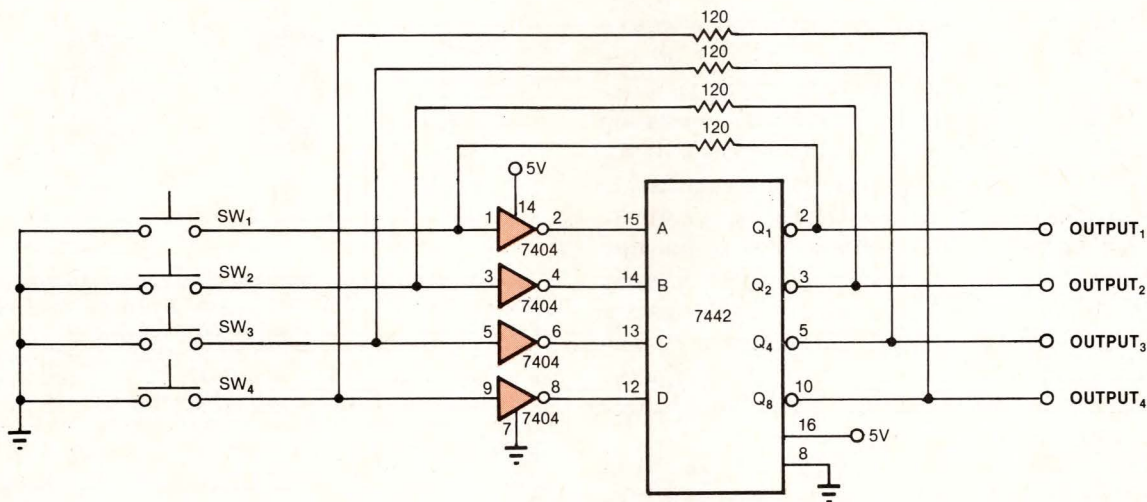 120
120
120
120
5V
14
SW₁ 1 2 15 A Q₁ 2 OUTPUT₁
7404
SW₂ 3 4 14 B Q₂ 3 OUTPUT₂
7404 7442
SW₃ 5 6 13 C Q₄ 5 OUTPUT₃
7404
SW₄ 9 8 12 D Q₈ 10 OUTPUT₄
7404
7 16 5V
8